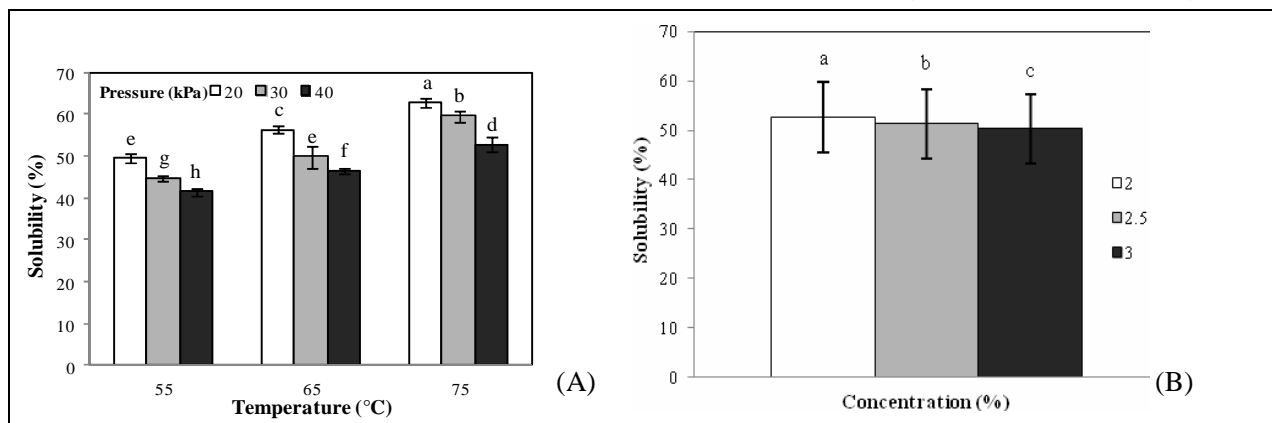 Pressure (kPa) 20 30 40
70
60
50
40
30
20
10
0
Solubility (%)
e
g
h
c
e
f
a
b
d
55 65 75
Temperature (°C)
(A)
70
60
50
40
30
20
10
0
Solubility (%)
a
b
c
2
2.5
3
Concentration (%)
(B)